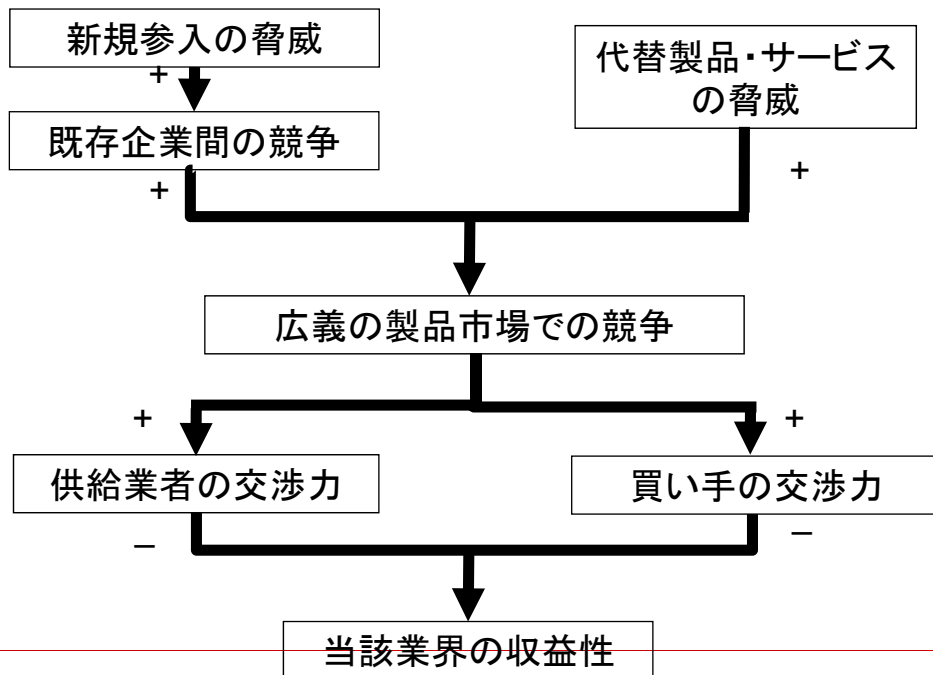 新規参入の脅威
代替製品・サービス
の脅威
+
既存企業間の競争
+
+
広義の製品市場での競争
+
+
供給業者の交渉力
買い手の交渉力
－
－
当該業界の収益性